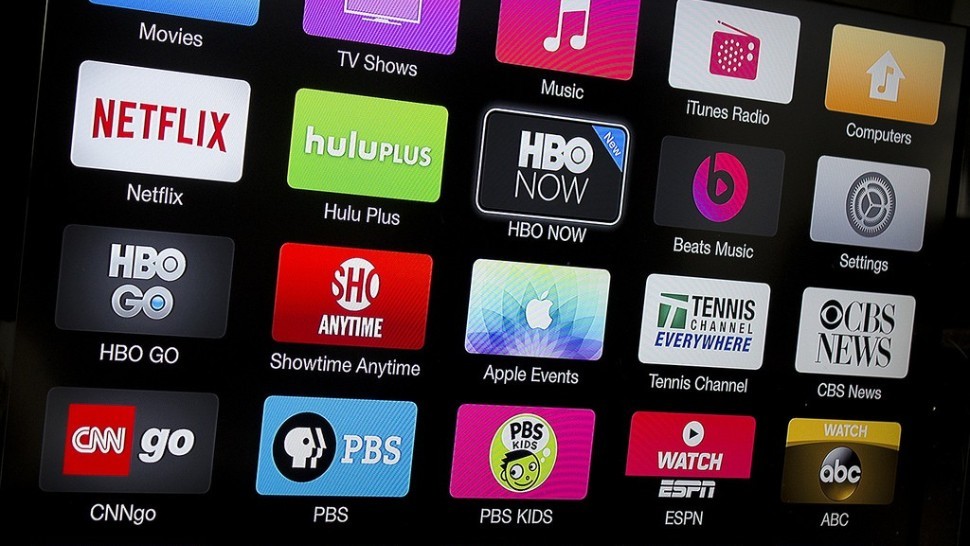 Movies
TV Shows
Music
iTunes Radio
Computers
NETFLIX
Netflix
huluPLUS
Hulu Plus
HBO
NOW
New
HBO NOW
Beats Music
Settings
HBO
GO
HBO GO
SHO
ANYTIME
Showtime Anytime
Apple Events
T TENNIS
CHANNEL
EVERYWHERE
Tennis Channel
CBS
NEWS
CBS News
CNN go
CNNgo
PBS
PBS
PBS
KIDS
PBS KIDS
WATCH
ESPN
ESPN
WATCH
abc
ABC